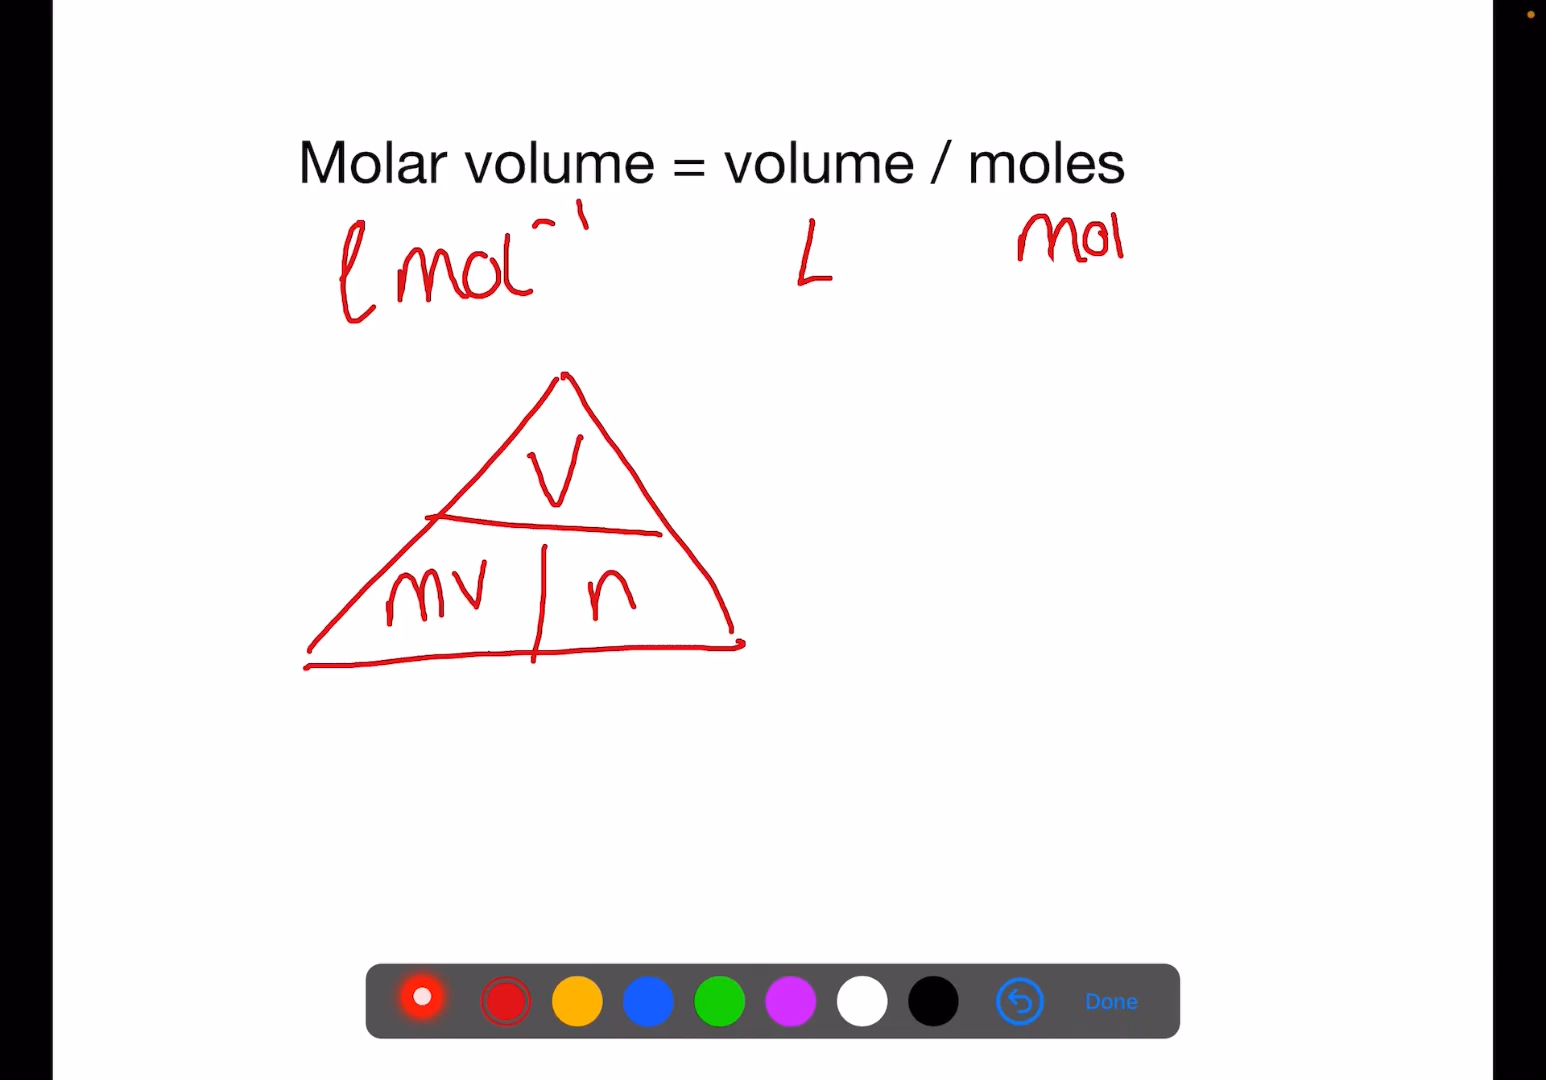 Molar volume = volume / moles
l mol⁻¹ L mol
V
mv n
Done